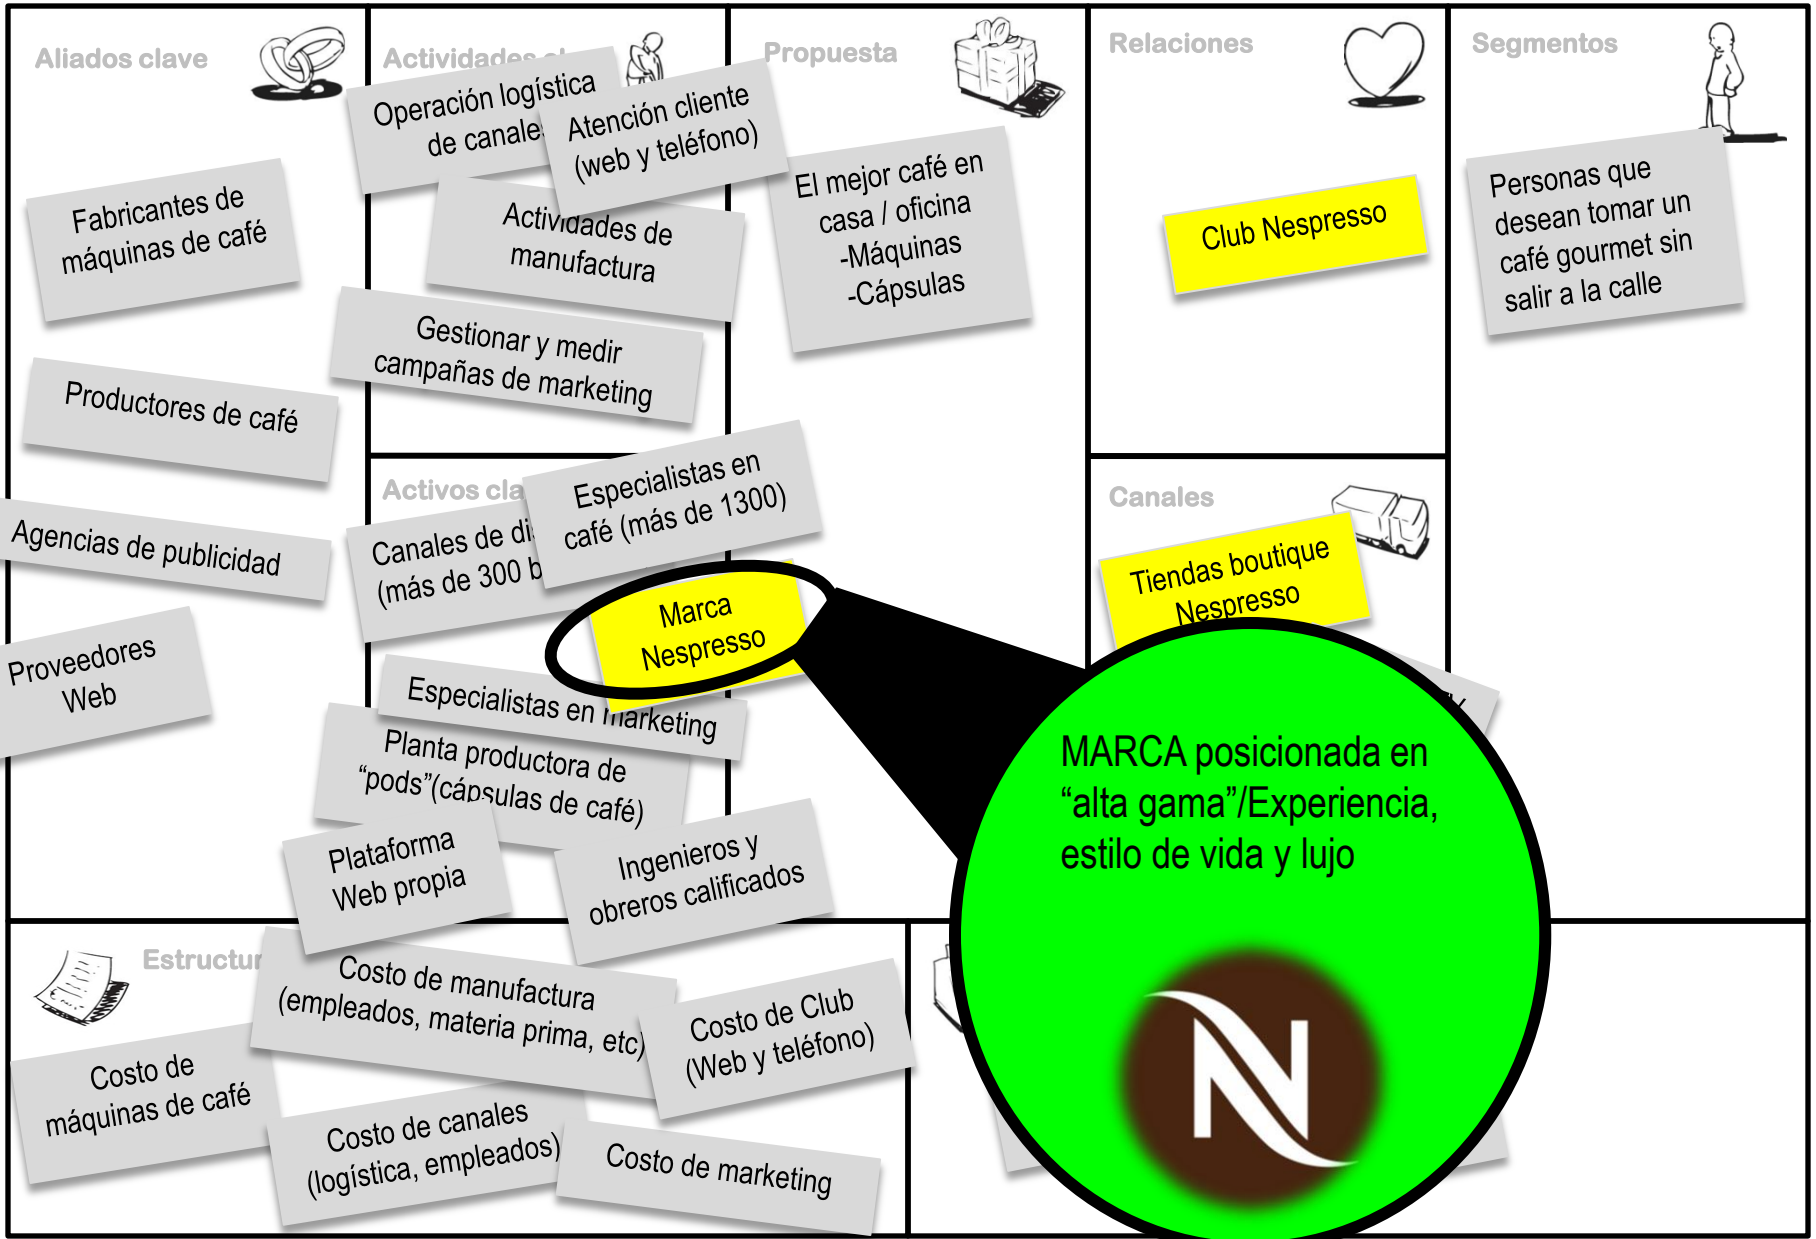 Aliados clave
Fabricantes de
máquinas de café
Productores de café
Agencias de publicidad
Proveedores
Web
Actividades
Operación logística
de canales
Atención cliente
(web y teléfono)
Actividades de
manufactura
Gestionar y medir
campañas de marketing
Activos
Especialistas en
café (más de 1300)
Canales de
(más de 300
Marca
Nespresso
Especialistas en marketing
Planta productora de
“pods”(cápsulas de café)
Plataforma
Web propia
Ingenieros y
obreros calificados
Propuesta
El mejor café en
casa / oficina
-Máquinas
-Cápsulas
Relaciones
Club Nespresso
Canales
Tiendas boutique
Nespresso
Segmentos
Personas que
desean tomar un
café gourmet sin
salir a la calle
MARCA posicionada en
“alta gama”/Experiencia,
estilo de vida y lujo
N
Costo de
máquinas de café
Costo de manufactura
(empleados, materia prima, etc)
Costo de canales
(logística, empleados)
Costo de Club
(Web y teléfono)
Costo de marketing